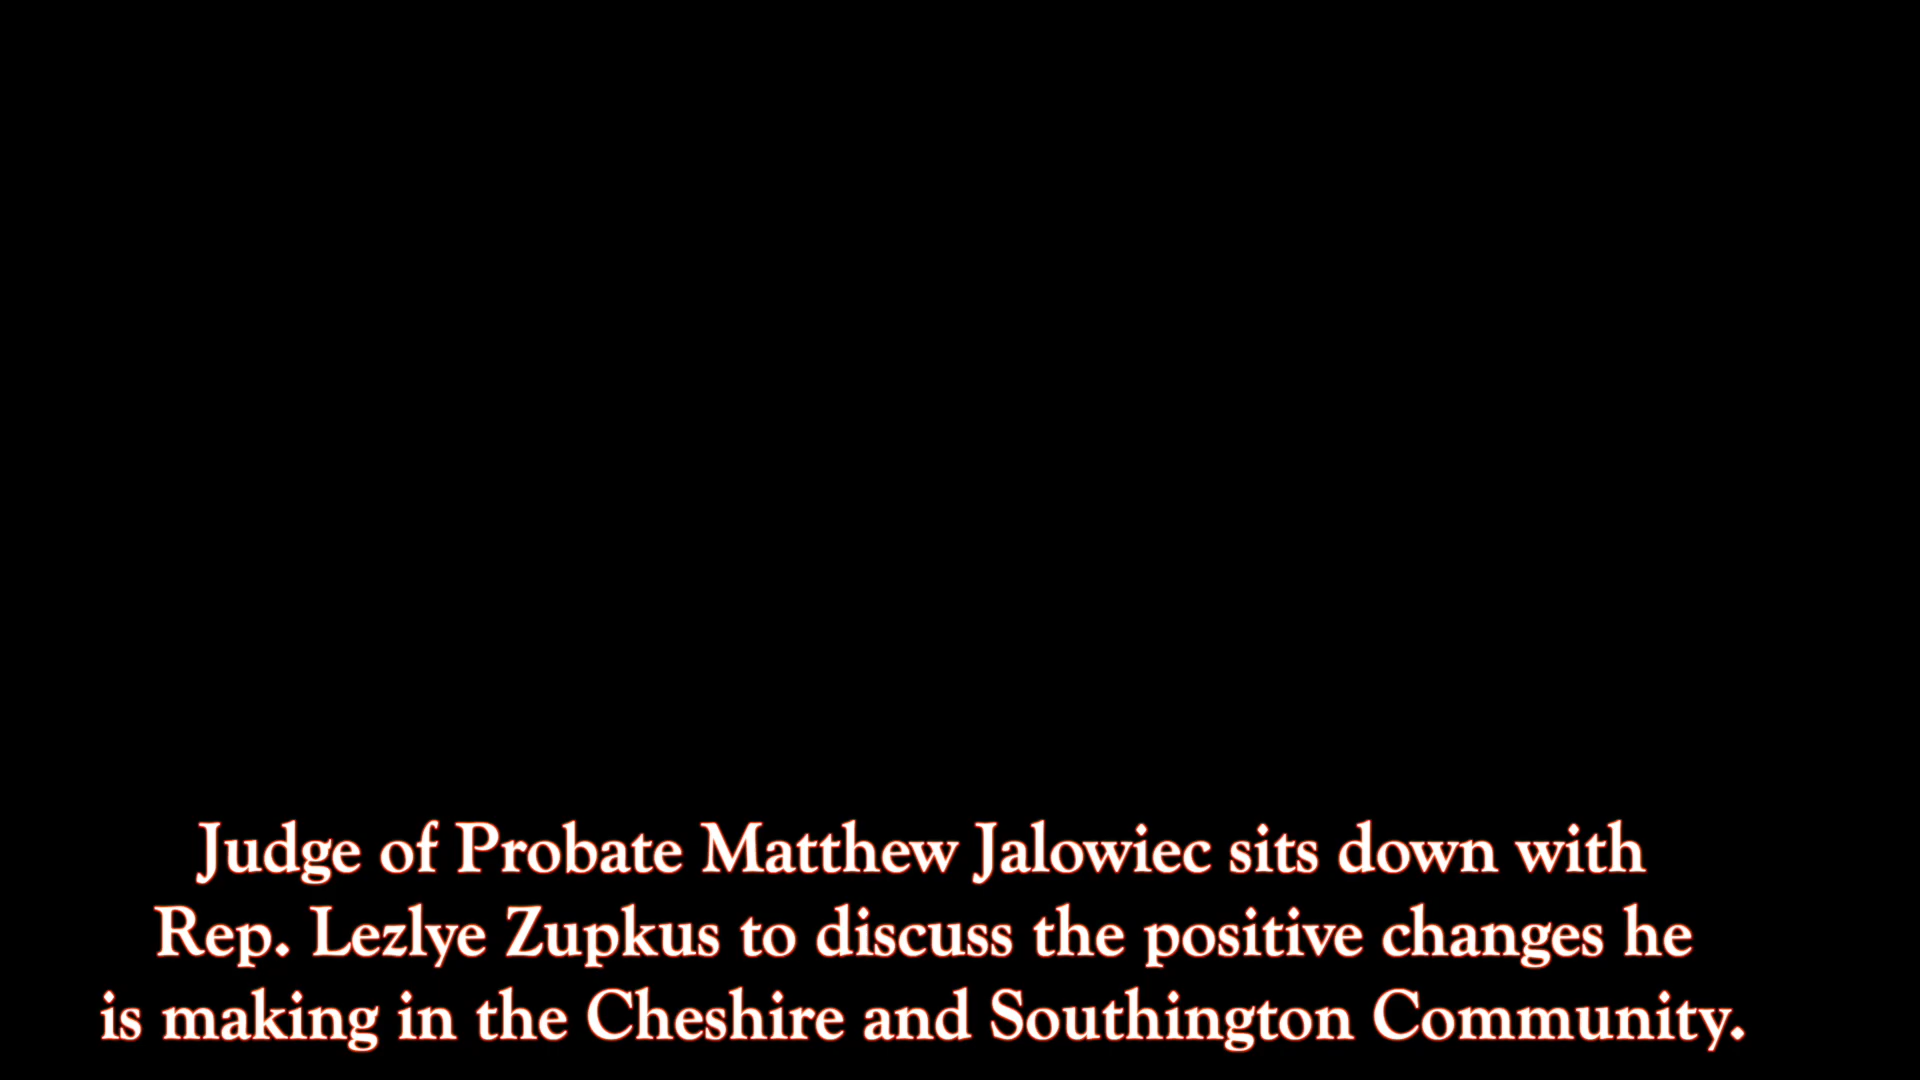 Judge of Probate Matthew Jalowiec sits down with
Rep. Lezlye Zupkus to discuss the positive changes he
is making in the Cheshire and Southington Community.